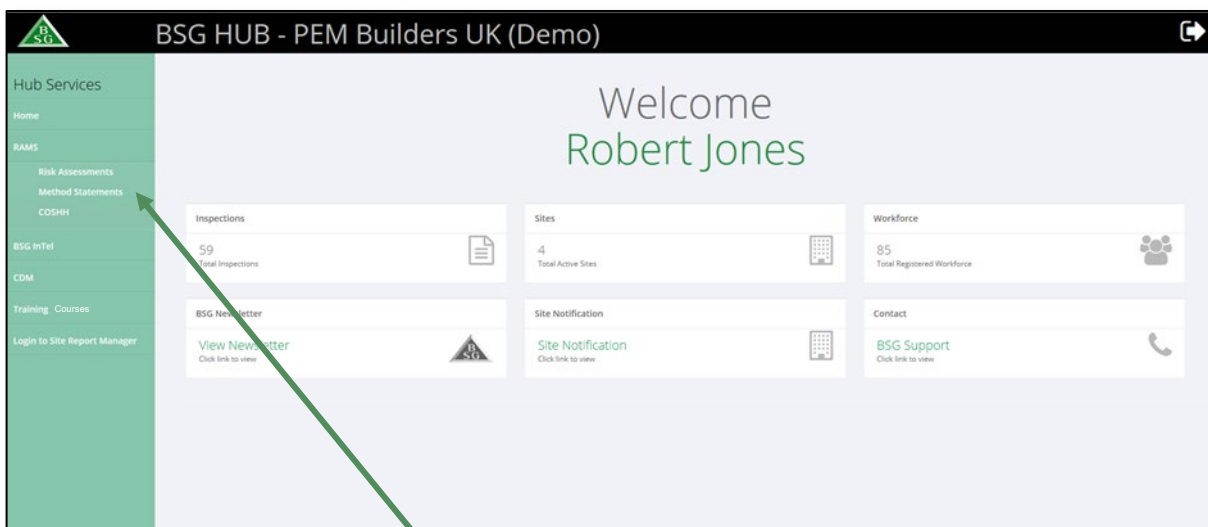 BSG
BSG HUB - PEM Builders UK (Demo)
Hub Services
Home
RAMS
Risk Assessments
Method Statements
COSHH
BSG InTel
CDM
Training Courses
Login to Site Report Manager
Welcome
Robert Jones
Inspections
59
Total Inspections
Sites
4
Total Active Sites
Workforce
85
Total Registered Workforce
BSG Newsletter
View Newsletter
Click link to view
BSG
Site Notification
Site Notification
Click link to view
Contact
BSG Support
Click link to view